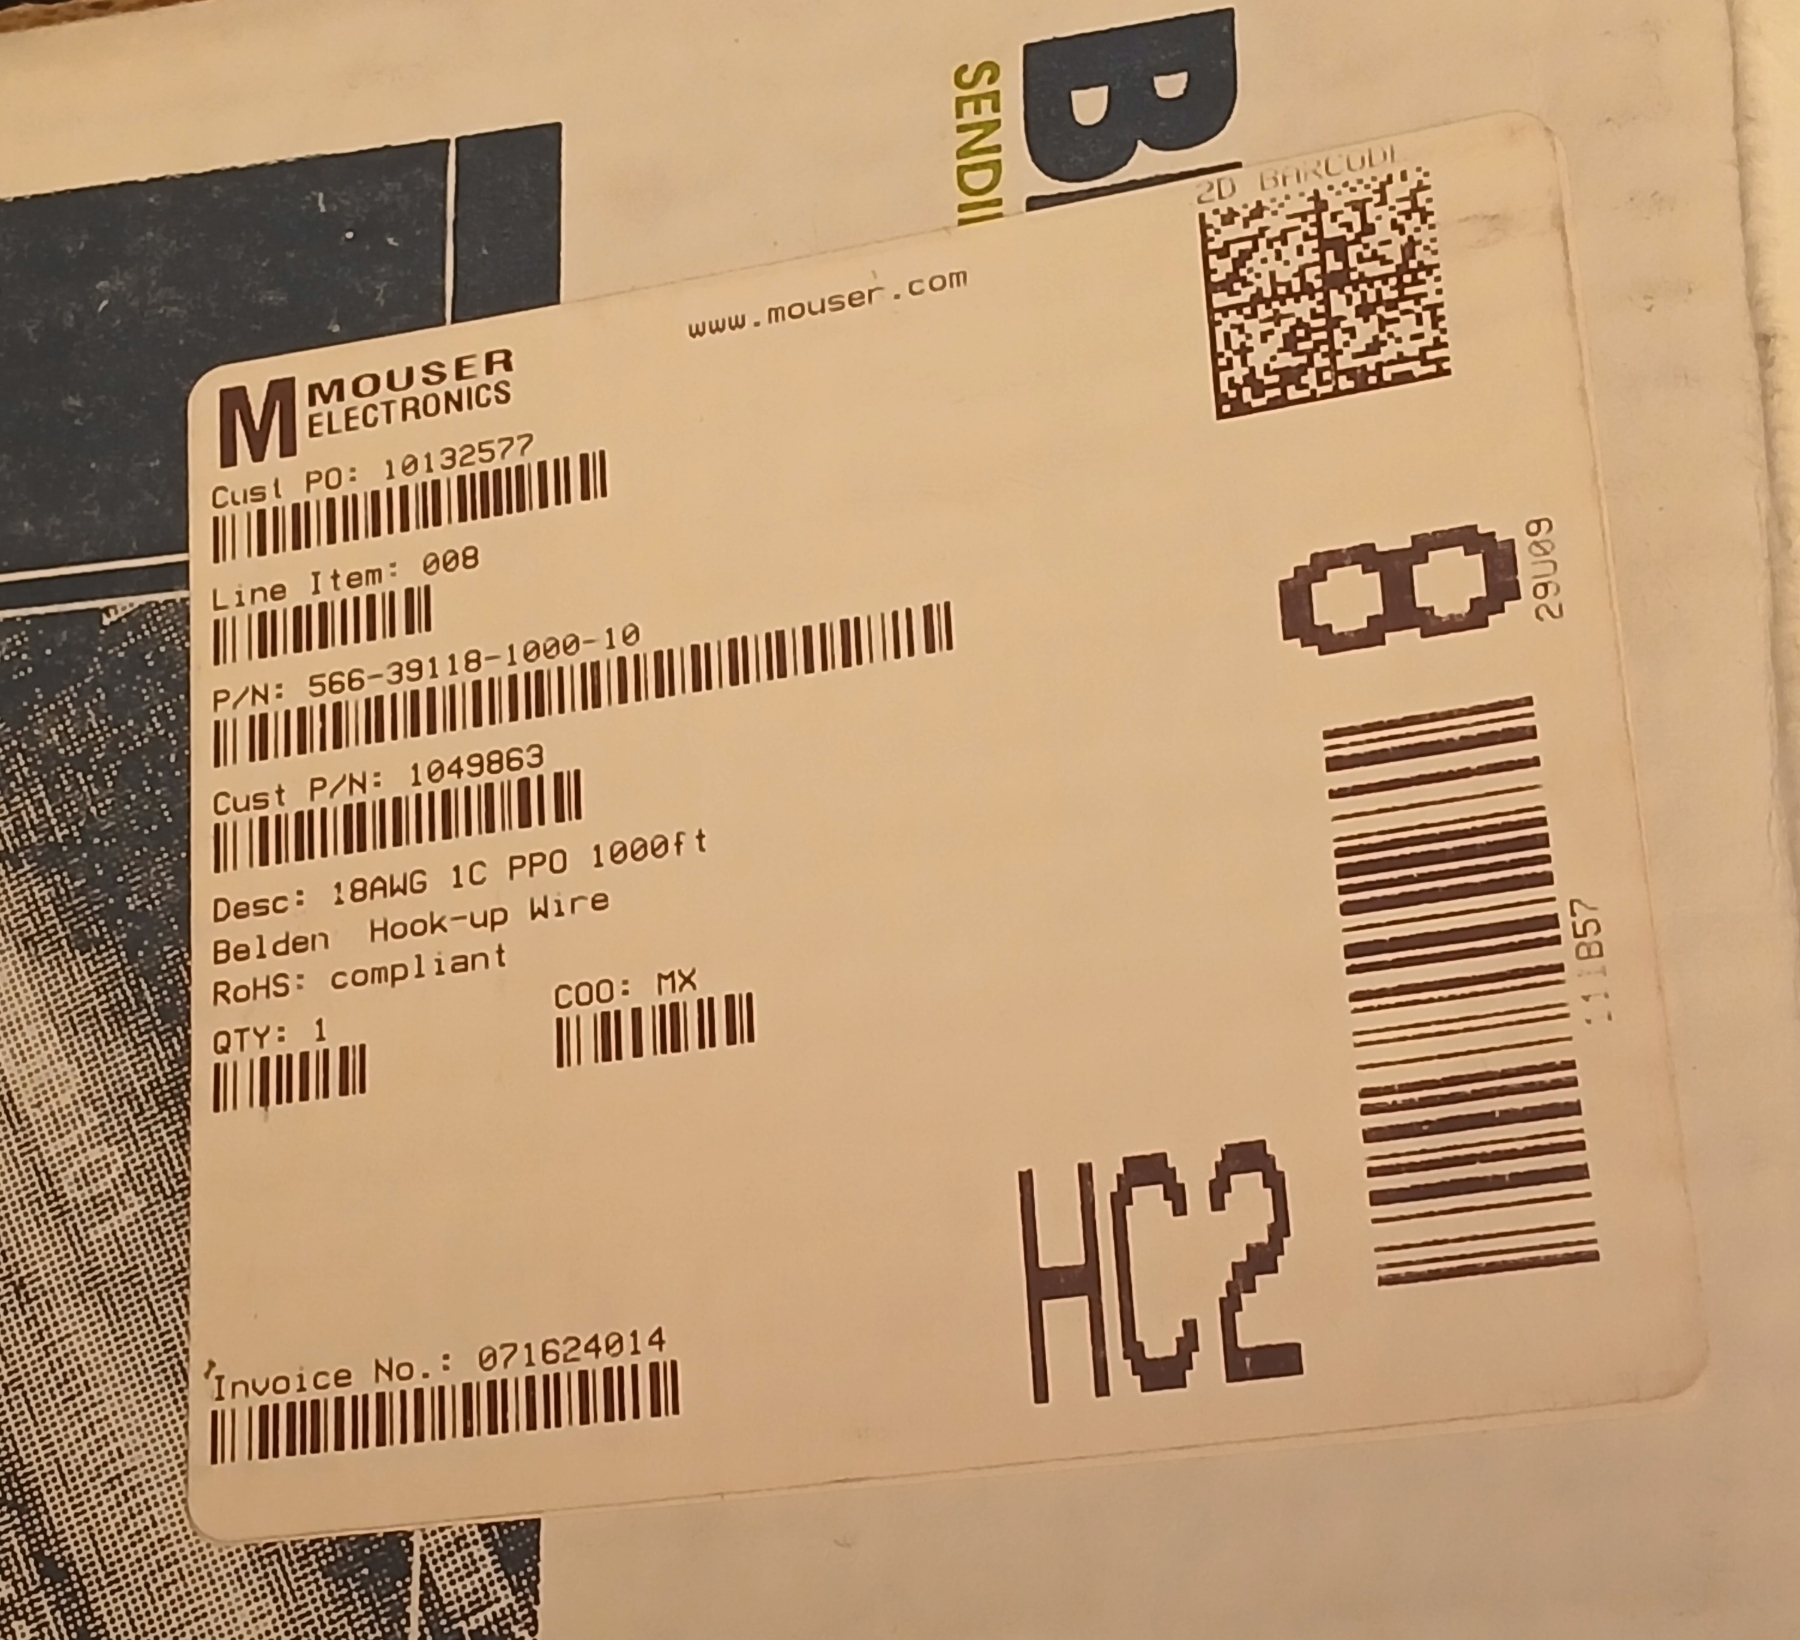 B
SENDI
2D BARCODE
www.mouser.com
M MOUSER
ELECTRONICS
Cust PO: 10132577
Line Item: 008
P/N: 566-39118-1000-10
Cust P/N: 1049863
Desc: 18AWG 1C PPO 1000ft
Belden Hook-up Wire
RoHS: compliant
QTY: 1
COO: MX
8
29U09
HC2
Invoice No.: 071624014